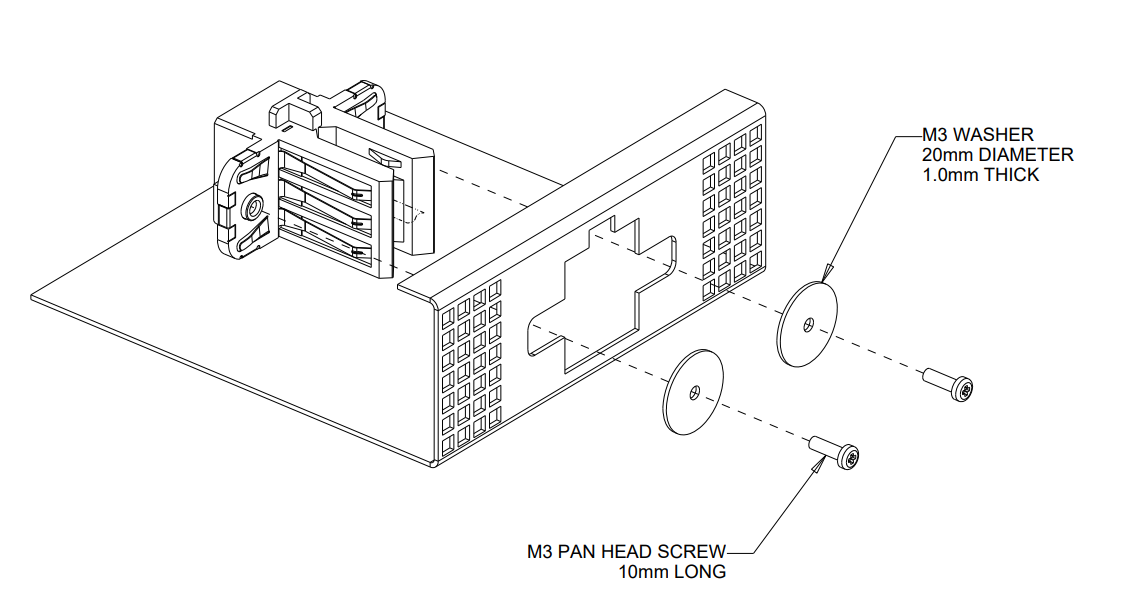 M3 WASHER
20mm DIAMETER
1.0mm THICK
M3 PAN HEAD SCREW
10mm LONG